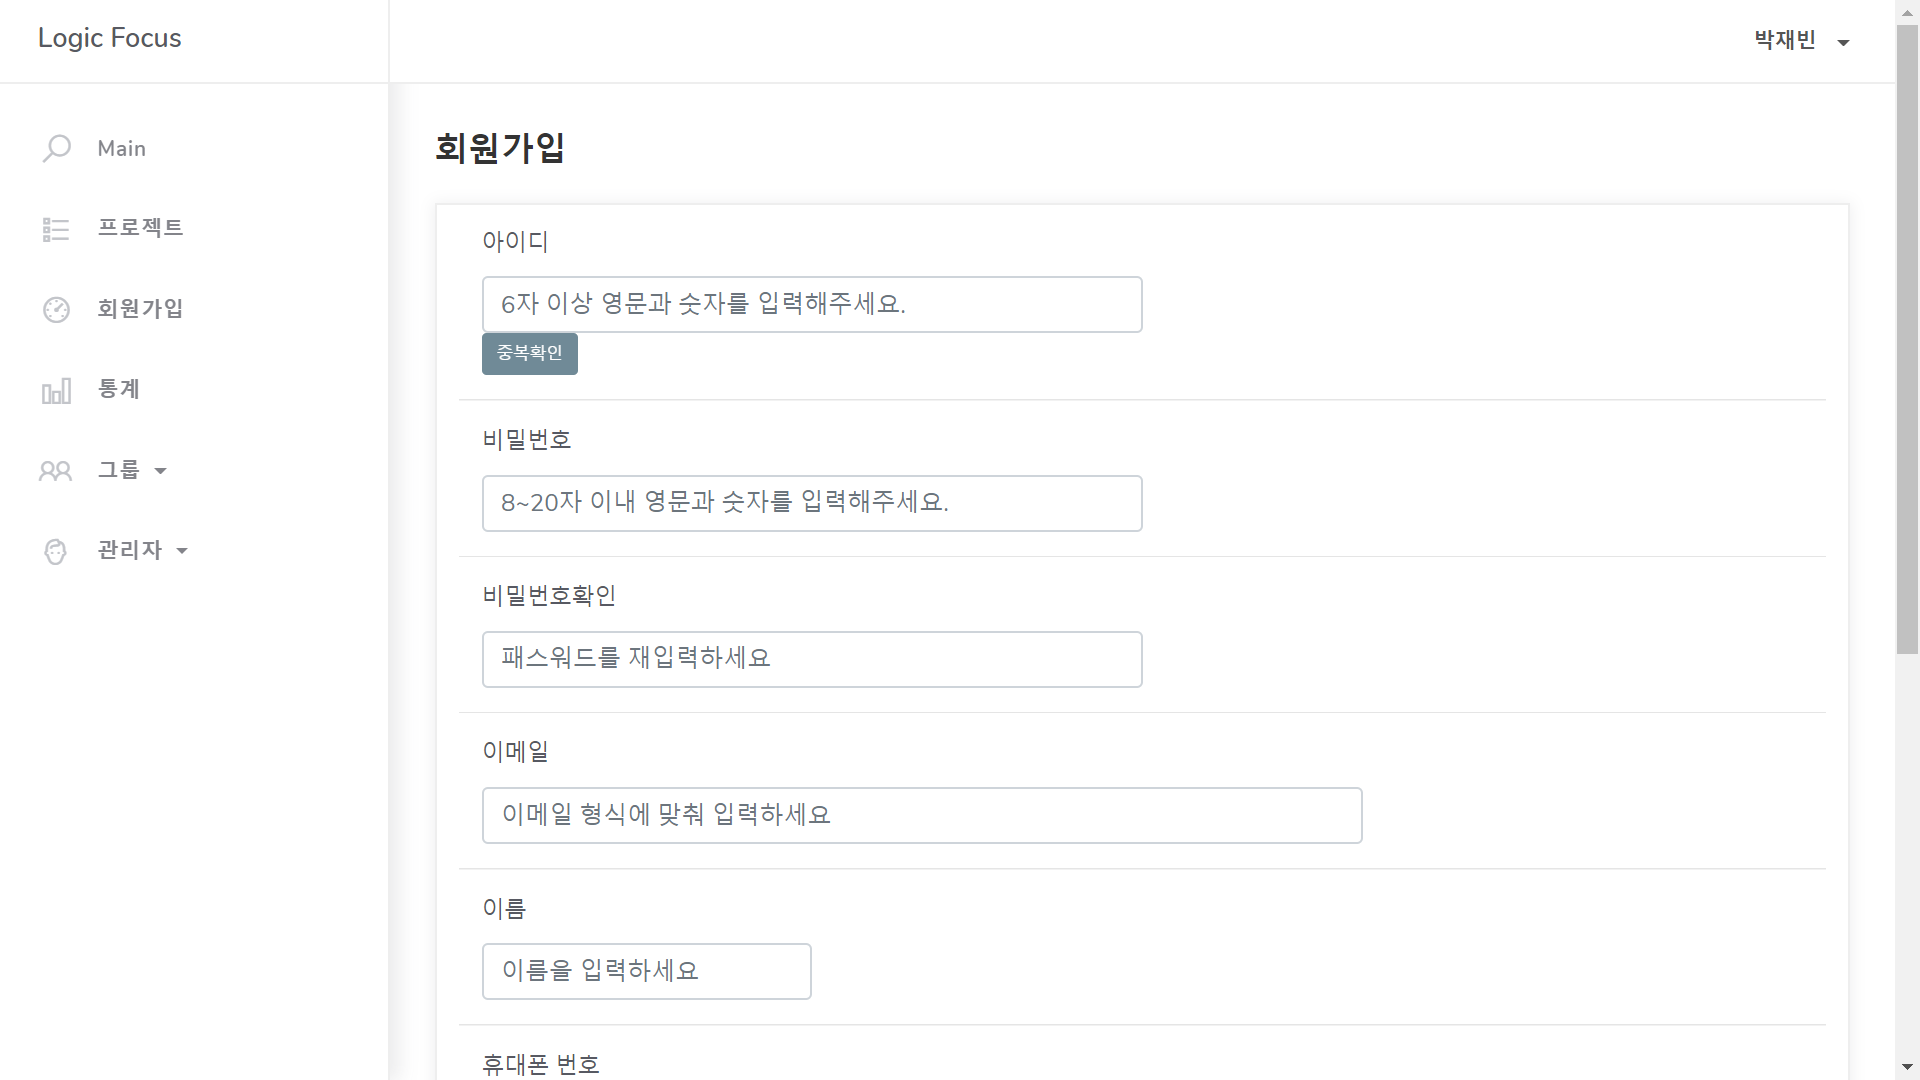 Logic Focus
박재빈
Main
프로젝트
회원가입
통계
그룹
관리자
회원가입
아이디
6자 이상 영문과 숫자를 입력해주세요.
중복확인
비밀번호
8~20자 이내 영문과 숫자를 입력해주세요.
비밀번호확인
패스워드를 재입력하세요
이메일
이메일 형식에 맞춰 입력하세요
이름
이름을 입력하세요
휴대폰 번호